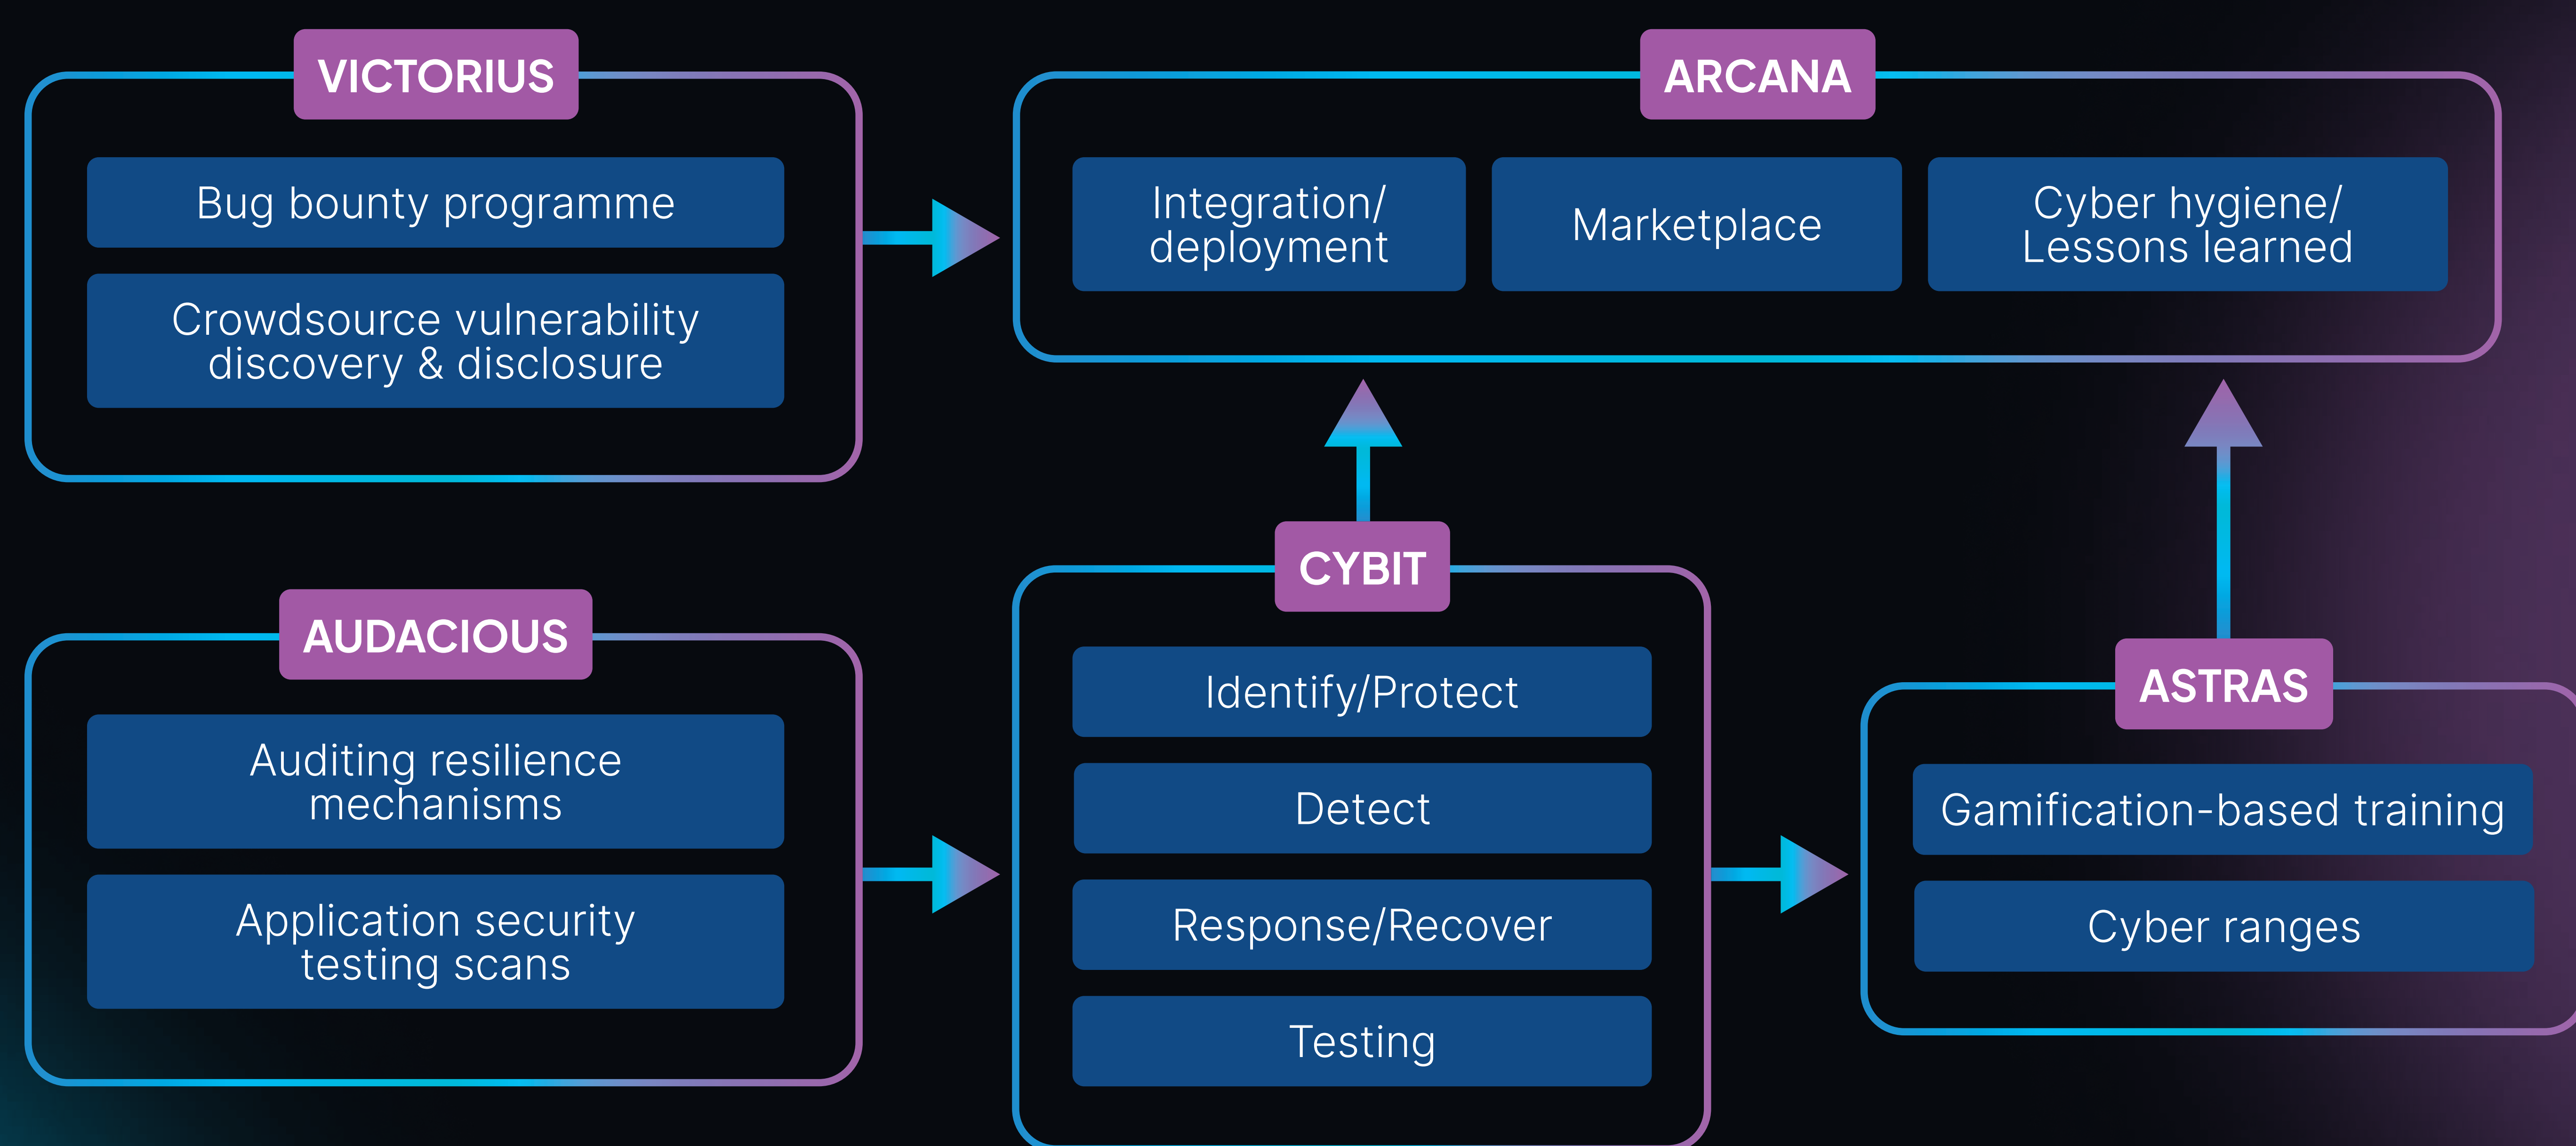 VICTORIUS
Bug bounty programme
Crowdsource vulnerability
discovery & disclosure
ARCANA
Integration/
deployment
Marketplace
Cyber hygiene/
Lessons learned
AUDACIOUS
Auditing resilience
mechanisms
Application security
testing scans
CYBIT
Identify/Protect
Detect
Response/Recover
Testing
ASTRAS
Gamification-based training
Cyber ranges